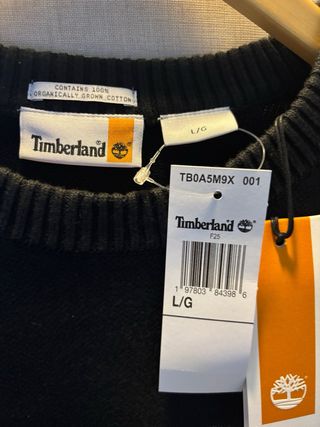 CONTAINS 100%
ORGANICALLY GROWN COTTON
Timberland
L/G
TB0A5M9X 001
Timberland
F25
1 97803 84398 6
L/G